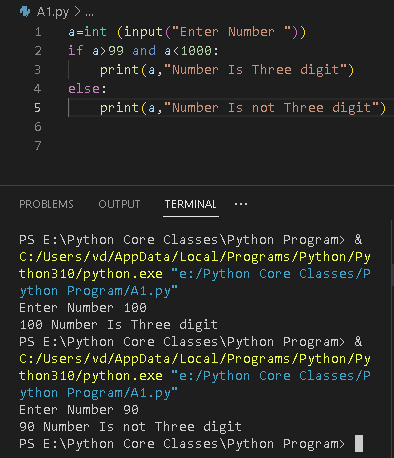 A1.py > ...
1 a=int (input("Enter Number "))
2 if a>99 and a<1000:
3 print(a,"Number Is Three digit")
4 else:
5 print(a,"Number Is not Three digit")
6
7
PROBLEMS OUTPUT TERMINAL ...
PS E:\Python Core Classes\Python Program> &
C:/Users/vd/AppData/Local/Programs/Python/Py
thon310/python.exe "e:/Python Core Classes/P
ython Program/A1.py"
Enter Number 100
100 Number Is Three digit
PS E:\Python Core Classes\Python Program> &
C:/Users/vd/AppData/Local/Programs/Python/Py
thon310/python.exe "e:/Python Core Classes/P
ython Program/A1.py"
Enter Number 90
90 Number Is not Three digit
PS E:\Python Core Classes\Python Program>